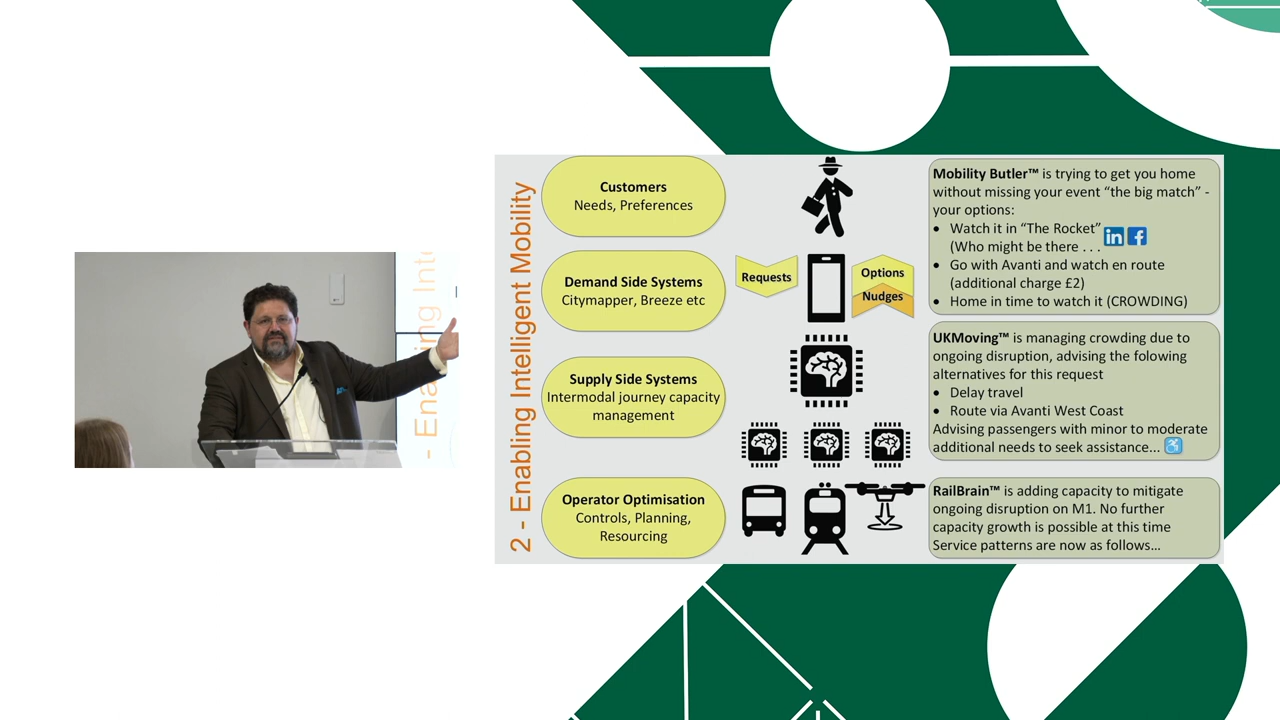 2 - Enabling Intelligent Mobility
Customers
Needs, Preferences
Demand Side Systems
Citymapper, Breeze etc
Supply Side Systems
Intermodal journey capacity
management
Operator Optimisation
Controls, Planning,
Resourcing
Requests
Options
Nudges
Mobility Butler™ is trying to get you home
without missing your event “the big match” -
your options:
• Watch it in “The Rocket”
(Who might be there . . .
in f
• Go with Avanti and watch en route
(additional charge £2)
• Home in time to watch it (CROWDING)
UKMoving™ is managing crowding due to
ongoing disruption, advising the folowing
alternatives for this request
• Delay travel
• Route via Avanti West Coast
Advising passengers with minor to moderate
additional needs to seek assistance...
RailBrain™ is adding capacity to mitigate
ongoing disruption on M1. No further
capacity growth is possible at this time
Service patterns are now as follows...
- Enabling Inte